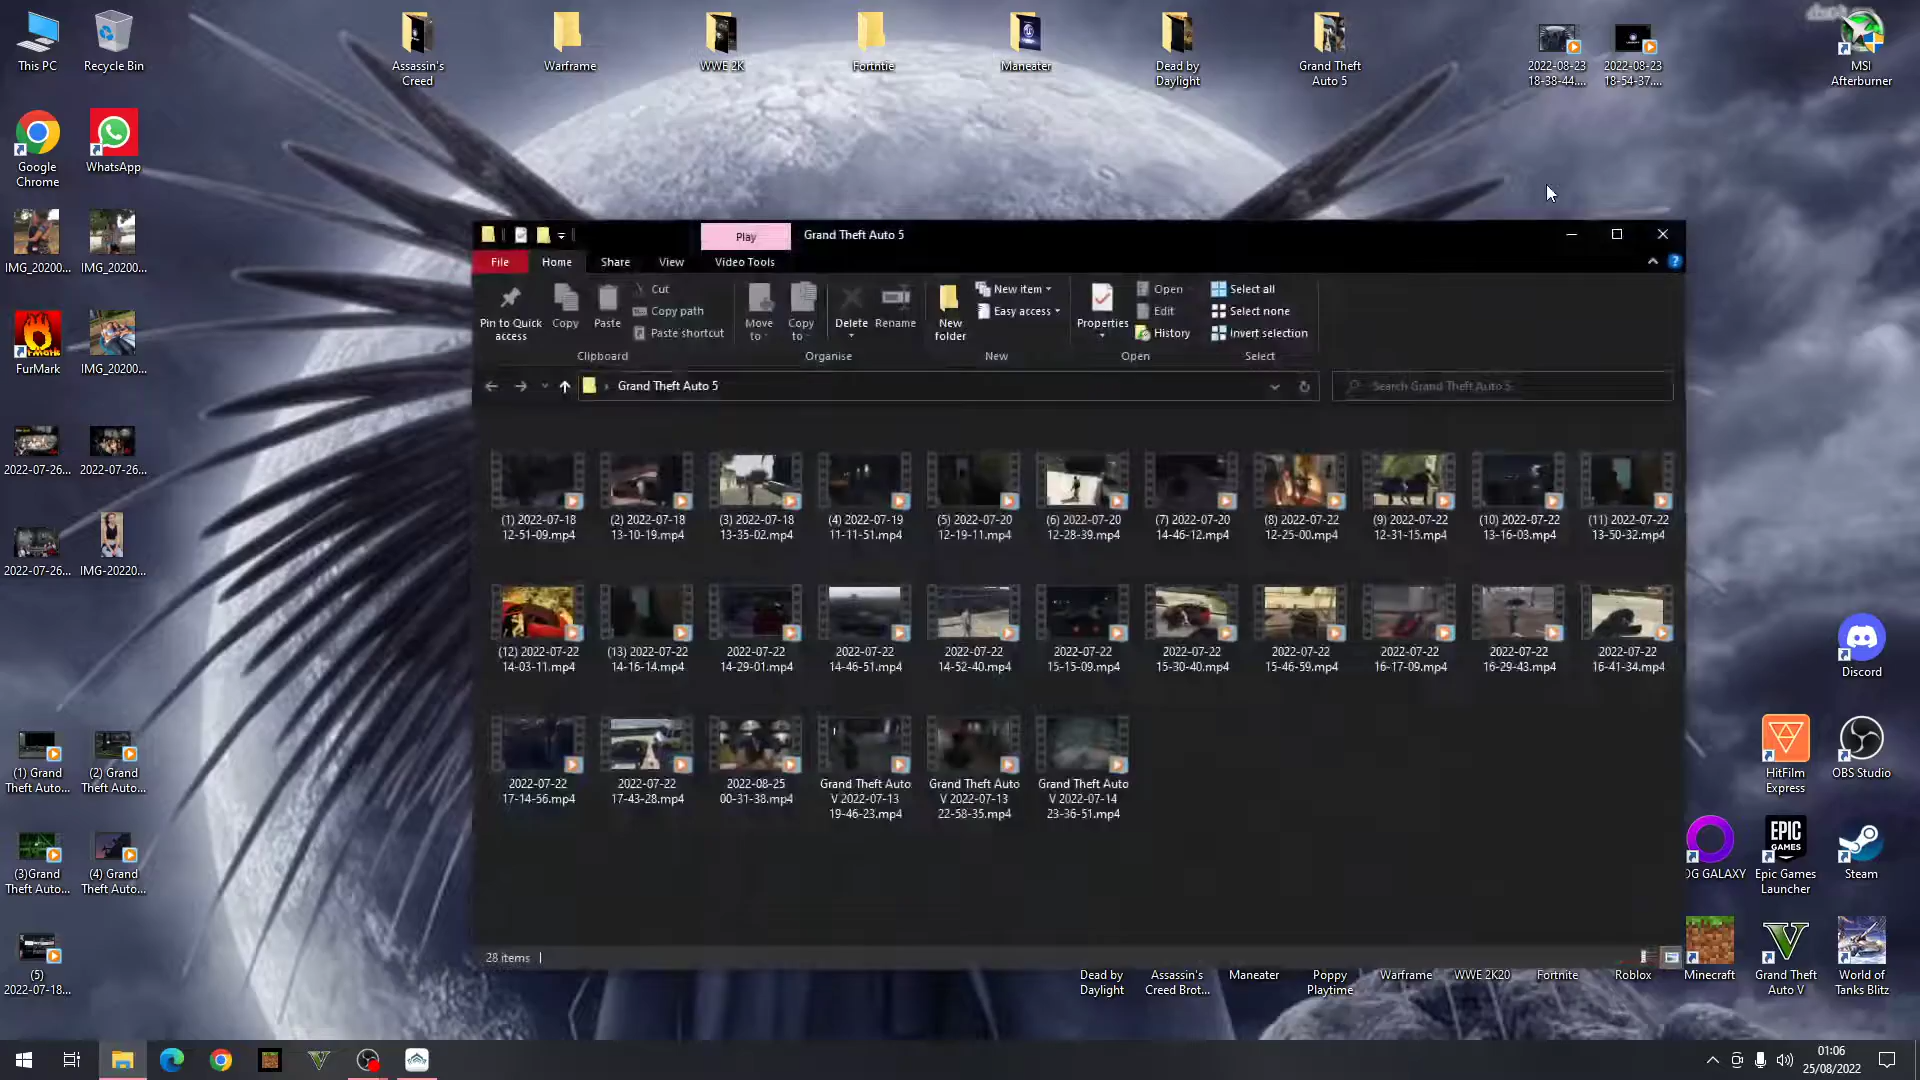 This PC
Recycle Bin
Assassin's
Creed
Warframe
WWE 2K
Fortntie
Maneater
Dead by
Daylight
Grand Theft
Auto 5
2022-08-23
18-38-44....
2022-08-23
18-54-37....
MSI
Afterburner
Google
Chrome
WhatsApp
IMG_20200...
IMG_20200...
FurMark
IMG_20200...
2022-07-26...
2022-07-26...
2022-07-26...
IMG-20220...
(1) Grand
Theft Auto...
(2) Grand
Theft Auto...
(3)Grand
Theft Auto...
(4) Grand
Theft Auto...
(5)
2022-07-18...
Play
Grand Theft Auto 5
File
Home
Share
View
Video Tools
Pin to Quick
access
Copy
Paste
Cut
Copy path
Paste shortcut
Clipboard
Move
to
Copy
to
Delete
Rename
Organise
New
folder
New item
Easy access
New
Properties
Open
Edit
History
Open
Select all
Select none
Invert selection
Select
Grand Theft Auto 5
Search Grand Theft Auto 5
(1) 2022-07-18
12-51-09.mp4
(2) 2022-07-18
13-10-19.mp4
(3) 2022-07-18
13-35-02.mp4
(4) 2022-07-19
11-11-51.mp4
(5) 2022-07-20
12-19-11.mp4
(6) 2022-07-20
12-28-39.mp4
(7) 2022-07-20
14-46-12.mp4
(8) 2022-07-22
12-25-00.mp4
(9) 2022-07-22
12-31-15.mp4
(10) 2022-07-22
13-16-03.mp4
(11) 2022-07-22
13-50-32.mp4
(12) 2022-07-22
14-03-11.mp4
(13) 2022-07-22
14-16-14.mp4
2022-07-22
14-29-01.mp4
2022-07-22
14-46-51.mp4
2022-07-22
14-52-40.mp4
2022-07-22
15-15-09.mp4
2022-07-22
15-30-40.mp4
2022-07-22
15-46-59.mp4
2022-07-22
16-17-09.mp4
2022-07-22
16-29-43.mp4
2022-07-22
16-41-34.mp4
2022-07-22
17-14-56.mp4
2022-07-22
17-43-28.mp4
2022-08-25
00-31-38.mp4
Grand Theft Auto
V 2022-07-13
19-46-23.mp4
Grand Theft Auto
V 2022-07-13
22-58-35.mp4
Grand Theft Auto
V 2022-07-14
23-36-51.mp4
28 items
Discord
HitFilm
Express
OBS Studio
OG GALAXY
EPIC
GAMES
Epic Games
Launcher
Steam
Dead by
Daylight
Assassin's
Creed Brot...
Maneater
Poppy
Playtime
Warframe
WWE 2K20
Fortnite
Roblox
Minecraft
Grand Theft
Auto V
World of
Tanks Blitz
01:06
25/08/2022